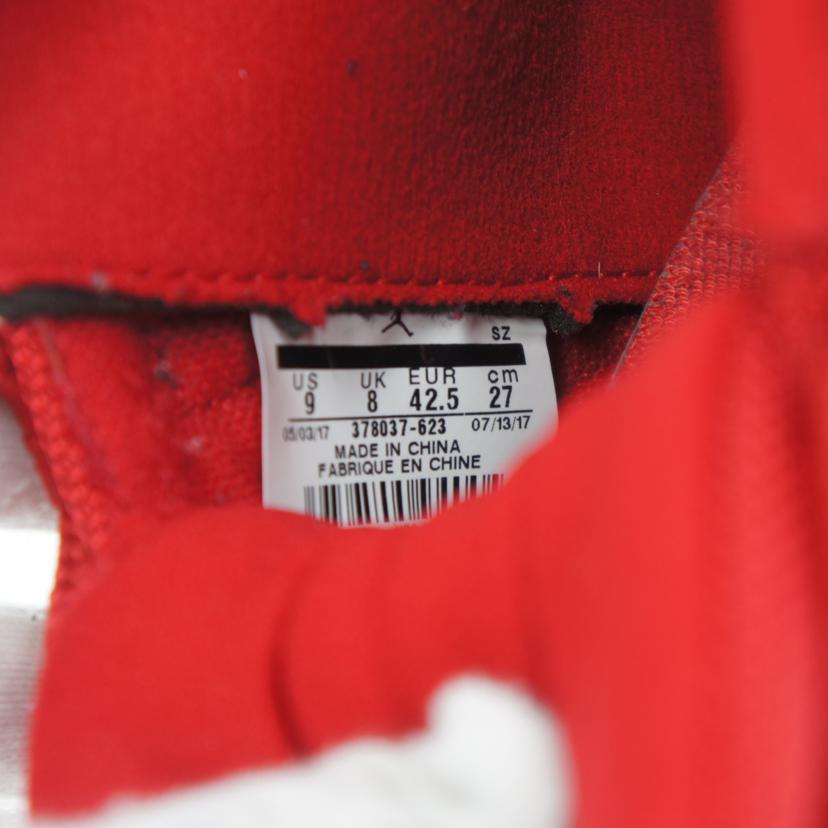 SZ
US UK EUR cm
9 8 42.5 27
05/03/17 378037-623 07/13/17
MADE IN CHINA
FABRIQUE EN CHINE